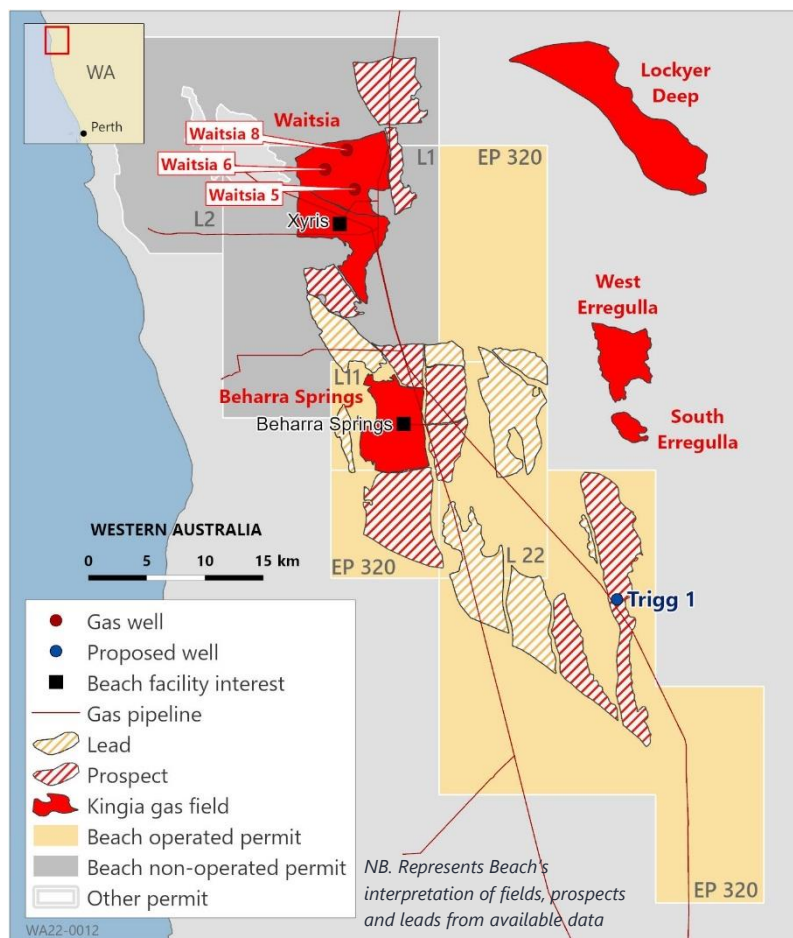 WA
Perth
Lockyer
Deep
Waitsia 8
Waitsia
Waitsia 6
L1
EP 320
Waitsia 5
L2
Xyris
West
Erregulla
L11
Beharra Springs
Beharra Springs
South
Erregulla
WESTERN AUSTRALIA
0 5 10 15 km
EP 320
L 22
Trigg 1
Gas well
Proposed well
Beach facility interest
Gas pipeline
Lead
Prospect
Kingia gas field
Beach operated permit
Beach non-operated permit
Other permit
NB. Represents Beach's
interpretation of fields, prospects
and leads from available data
EP 320
WA22-0012